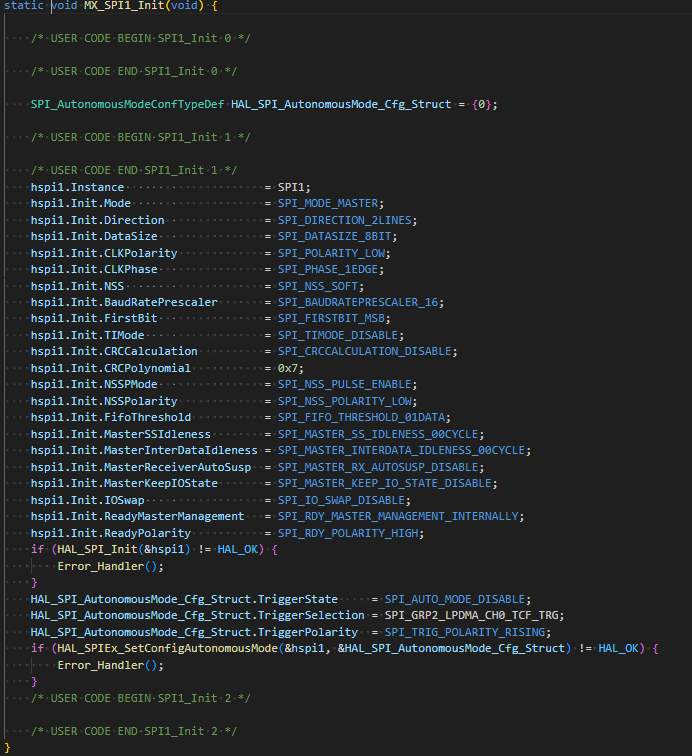 static void MX_SPI1_Init(void) {
/* USER CODE BEGIN SPI1_Init 0 */
/* USER CODE END SPI1_Init 0 */
SPI_AutonomousModeConfTypeDef HAL_SPI_AutonomousMode_Cfg_Struct = {0};
/* USER CODE BEGIN SPI1_Init 1 */
/* USER CODE END SPI1_Init 1 */
hspi1.Instance = SPI1;
hspi1.Init.Mode = SPI_MODE_MASTER;
hspi1.Init.Direction = SPI_DIRECTION_2LINES;
hspi1.Init.DataSize = SPI_DATASIZE_8BIT;
hspi1.Init.CLKPolarity = SPI_POLARITY_LOW;
hspi1.Init.CLKPhase = SPI_PHASE_1EDGE;
hspi1.Init.NSS = SPI_NSS_SOFT;
hspi1.Init.BaudRatePrescaler = SPI_BAUDRATEPRESCALER_16;
hspi1.Init.FirstBit = SPI_FIRSTBIT_MSB;
hspi1.Init.TIMode = SPI_TIMODE_DISABLE;
hspi1.Init.CRCCalculation = SPI_CRCCALCULATION_DISABLE;
hspi1.Init.CRCPolynomial = 0x7;
hspi1.Init.NSSPMode = SPI_NSS_PULSE_ENABLE;
hspi1.Init.NSSPolarity = SPI_NSS_POLARITY_LOW;
hspi1.Init.FifoThreshold = SPI_FIFO_THRESHOLD_01DATA;
hspi1.Init.MasterSSIdleness = SPI_MASTER_SS_IDLENESS_00CYCLE;
hspi1.Init.MasterInterDataIdleness = SPI_MASTER_INTERDATA_IDLENESS_00CYCLE;
hspi1.Init.MasterReceiverAutoSusp = SPI_MASTER_RX_AUTOSUSP_DISABLE;
hspi1.Init.MasterKeepIOState = SPI_MASTER_KEEP_IO_STATE_DISABLE;
hspi1.Init.IOSwap = SPI_IO_SWAP_DISABLE;
hspi1.Init.ReadyMasterManagement = SPI_RDY_MASTER_MANAGEMENT_INTERNALLY;
hspi1.Init.ReadyPolarity = SPI_RDY_POLARITY_HIGH;
if (HAL_SPI_Init(&hspi1) != HAL_OK) {
Error_Handler();
}
HAL_SPI_AutonomousMode_Cfg_Struct.TriggerState = SPI_AUTO_MODE_DISABLE;
HAL_SPI_AutonomousMode_Cfg_Struct.TriggerSelection = SPI_GRP2_LPDMA_CH0_TCF_TRG;
HAL_SPI_AutonomousMode_Cfg_Struct.TriggerPolarity = SPI_TRIG_POLARITY_RISING;
if (HAL_SPIEx_SetConfigAutonomousMode(&hspi1, &HAL_SPI_AutonomousMode_Cfg_Struct) != HAL_OK) {
Error_Handler();
}
/* USER CODE BEGIN SPI1_Init 2 */
/* USER CODE END SPI1_Init 2 */
}